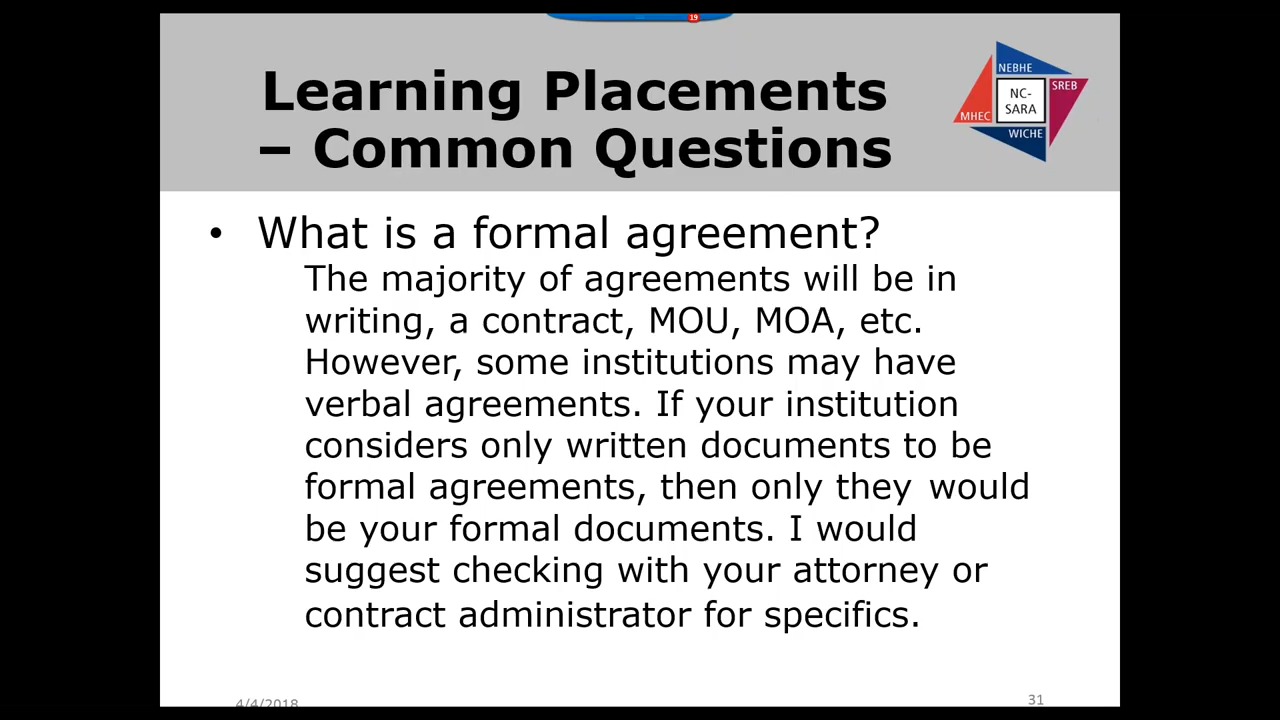 19
Learning Placements
– Common Questions
NEBHE
SREB
NC-
SARA
MHEC
WICHE
• What is a formal agreement?
The majority of agreements will be in
writing, a contract, MOU, MOA, etc.
However, some institutions may have
verbal agreements. If your institution
considers only written documents to be
formal agreements, then only they would
be your formal documents. I would
suggest checking with your attorney or
contract administrator for specifics.
4/4/2018
31